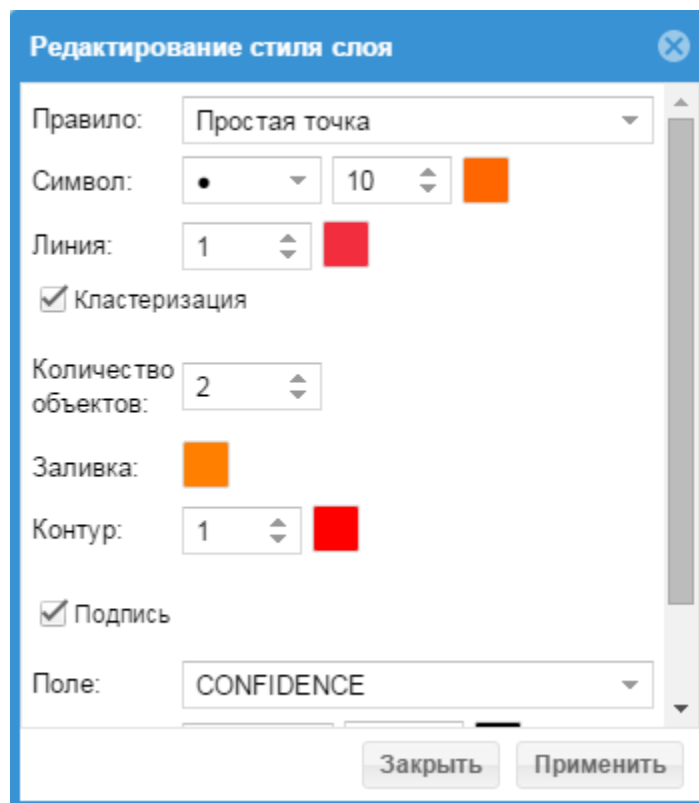 Редактирование стиля слоя
Правило: Простая точка
Символ: • 10
Линия: 1
Кластеризация
Количество
объектов: 2
Заливка:
Контур: 1
Подпись
Поле: CONFIDENCE
Закрыть Применить